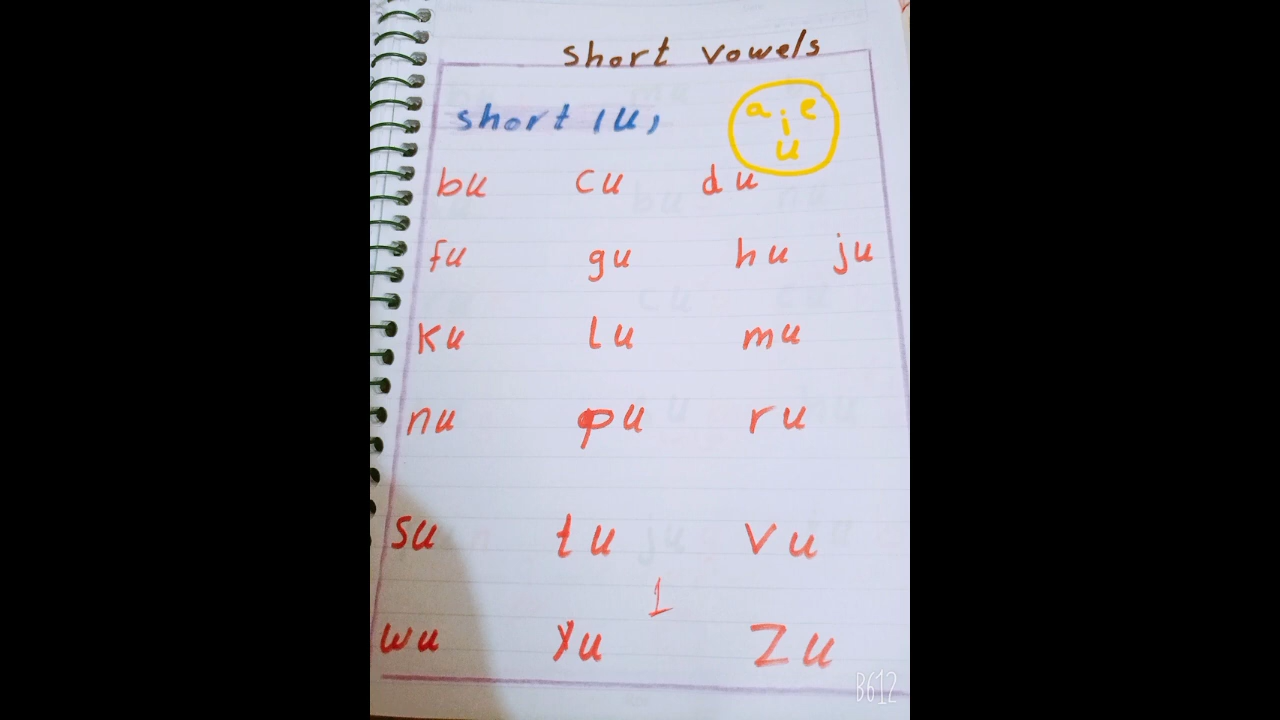 short vowels
short /u/
a i e
u
bu cu du
fu gu hu ju
ku lu mu
nu pu ru
su tu vu
1
wu yu zu
B612